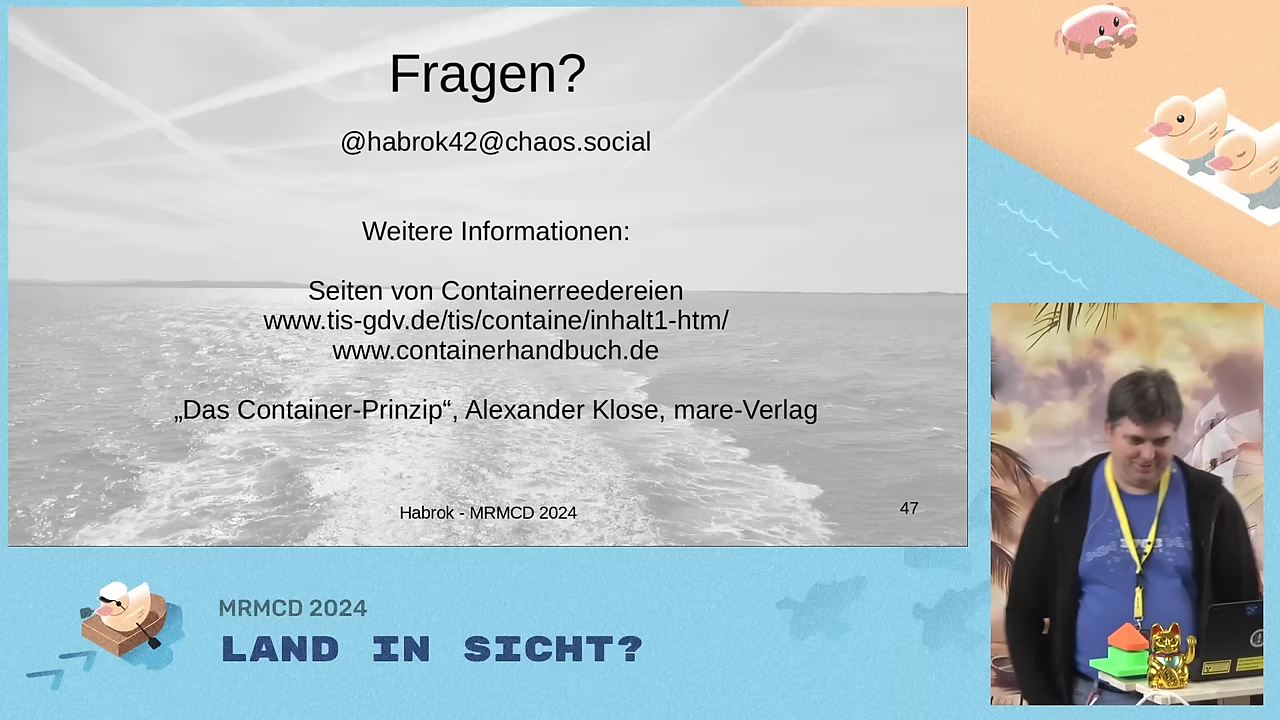 Fragen?
@habrok42@chaos.social
Weitere Informationen:
Seiten von Containerreedereien
www.tis-gdv.de/tis/containe/inhalt1-htm/
www.containerhandbuch.de
„Das Container-Prinzip“, Alexander Klose, mare-Verlag
Habrok - MRMCD 2024
47
MRMCD 2024
LAND IN SICHT?